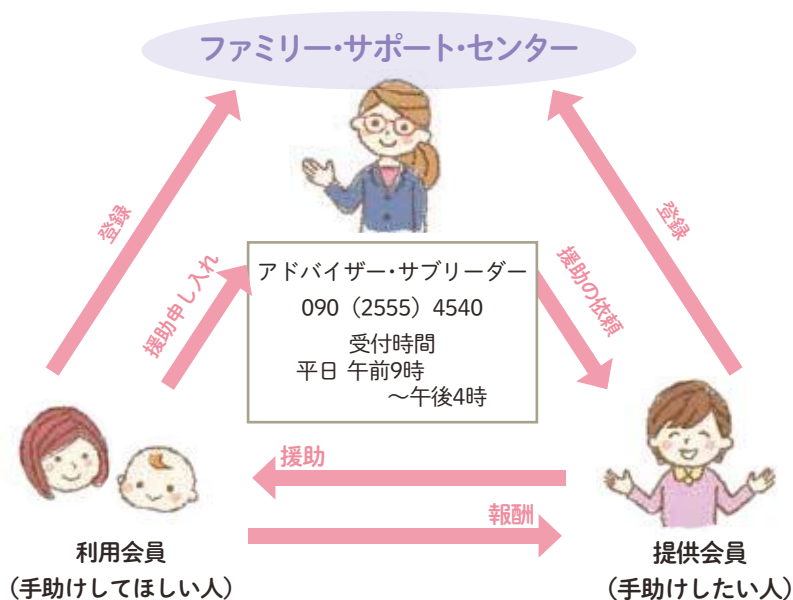 ファミリー・サポート・センター
登録
登録
援助申し入れ
援助の依頼
アドバイザー・サブリーダー
090（2555）4540
受付時間
平日 午前9時
～午後4時
援助
報酬
利用会員
（手助けしてほしい人）
提供会員
（手助けしたい人）